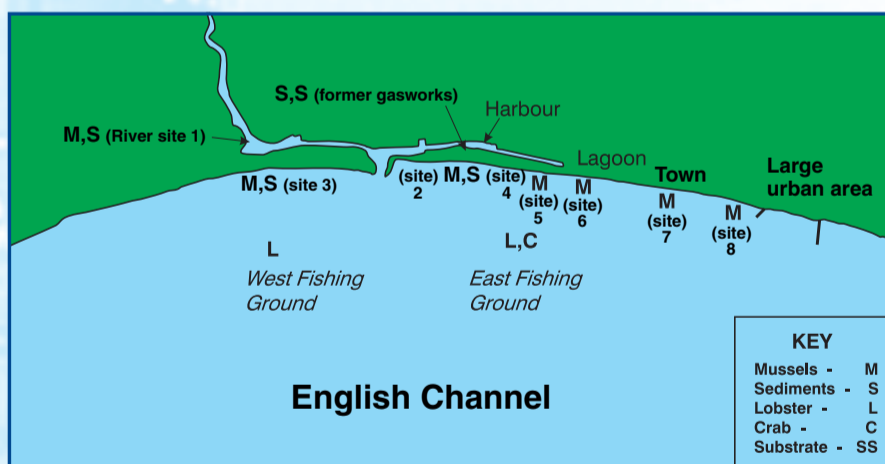 S,S (former gasworks)
Harbour
M,S (River site 1)
Lagoon
Town
Large
urban area
M,S (site 3)
(site)
2
M,S (site)
4
M
(site)
5
M
(site)
6
M
(site)
7
M
(site)
8
L
West Fishing
Ground
L,C
East Fishing
Ground
English Channel
KEY
Mussels - M
Sediments - S
Lobster - L
Crab - C
Substrate - SS